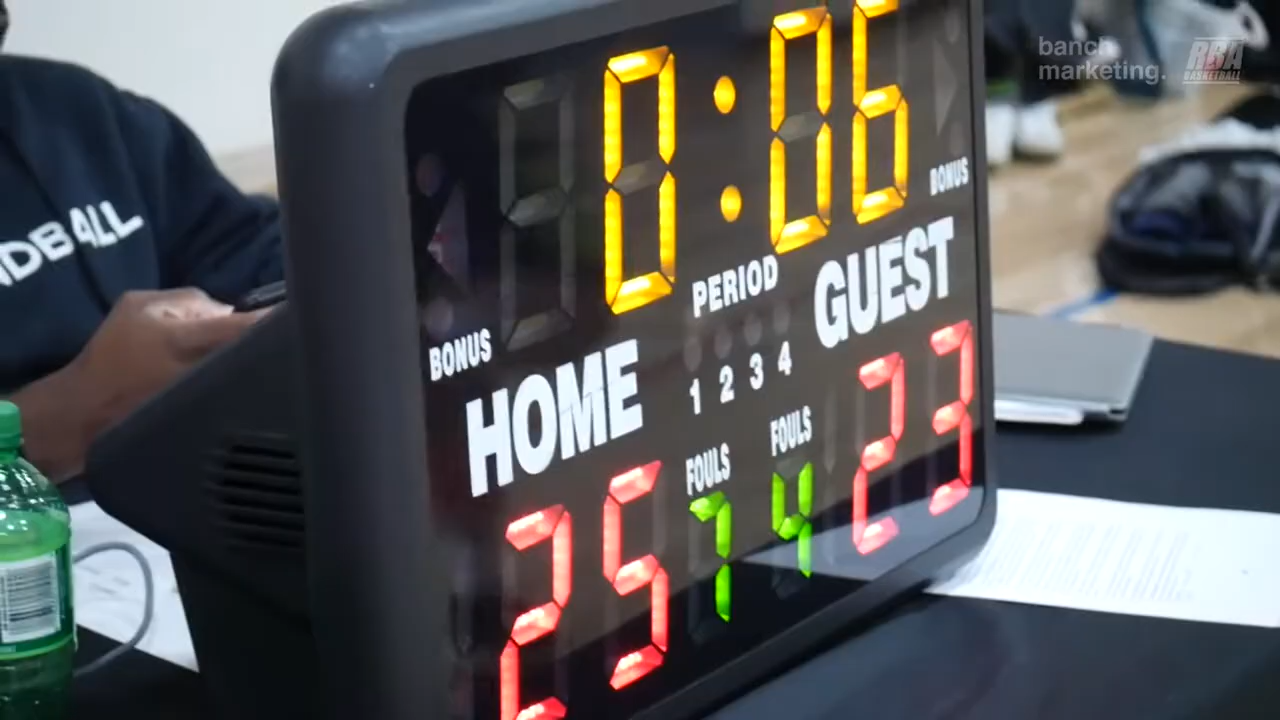 banch
marketing.
RBA
BASKETBALL
0:06
BONUS
PERIOD
GUEST
BONUS
HOME
1 2 3 4
FOULS
FOULS
25
7
4
23
NDBALL